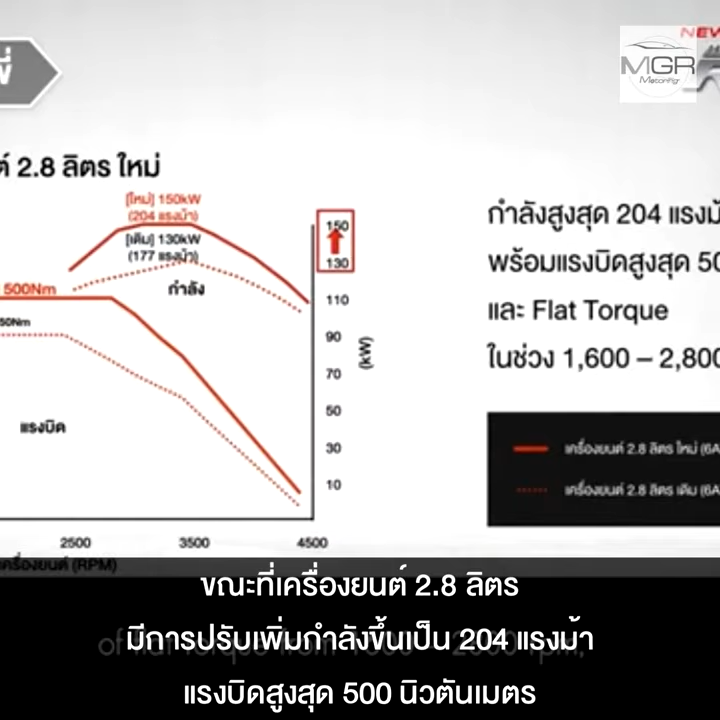 NEW
MGR
Motoring
ต์ 2.8 ลิตร ใหม่
[ใหม่] 150kW
(204 แรงม้า)
[เดิม] 130kW
(177 แรงม้า)
กำลัง
500Nm
50Nm
แรงบิด
150
130
110
90
70
50
30
10
(kW)
2500 3500 4500
เครื่องยนต์ (RPM)
กำลังสูงสุด 204 แรงม้
พร้อมแรงบิดสูงสุด 50
และ Flat Torque
ในช่วง 1,600 – 2,800
เครื่องยนต์ 2.8 ลิตร ใหม่ (6A
เครื่องยนต์ 2.8 ลิตร เดิม (6A
ขณะที่เครื่องยนต์ 2.8 ลิตร
มีการปรับเพิ่มกำลังขึ้นเป็น 204 แรงม้า
แรงบิดสูงสุด 500 นิวตันเมตร